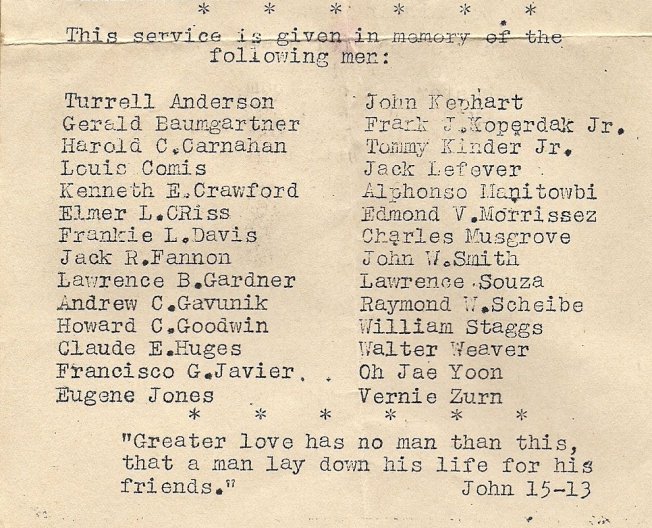 * * * * * *
This service is given in memory of the
following men:
Turrell Anderson
Gerald Baumgartner
Harold C.Carnahan
Louis Comis
Kenneth E.Crawford
Elmer L.CRiss
Frankie L.Davis
Jack R.Fannon
Lawrence B.Gardner
Andrew C.Gavunik
Howard C.Goodwin
Claude E.Huges
Francisco G.Javier
Eugene Jones
John Kephart
Frank J.Koperdak Jr.
Tommy Kinder Jr.
Jack Lefever
Alphonso Manitowbi
Edmond V.Morrissez
Charles Musgrove
John W.Smith
Lawrence Souza
Raymond W.Scheibe
William Staggs
Walter Weaver
Oh Jae Yoon
Vernie Zurn
* * * * * *
"Greater love has no man than this,
that a man lay down his life for his
friends." John 15-13